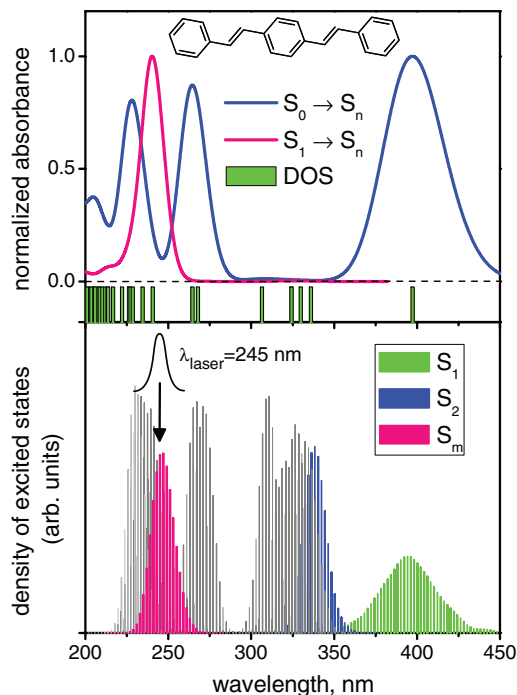 normalized absorbance
1.0
0.5
0.0
S₀ → Sₙ
S₁ → Sₙ
DOS
density of excited states
(arb. units)
λlaser=245 nm
S₁
S₂
Sₘ
200 250 300 350 400 450
wavelength, nm